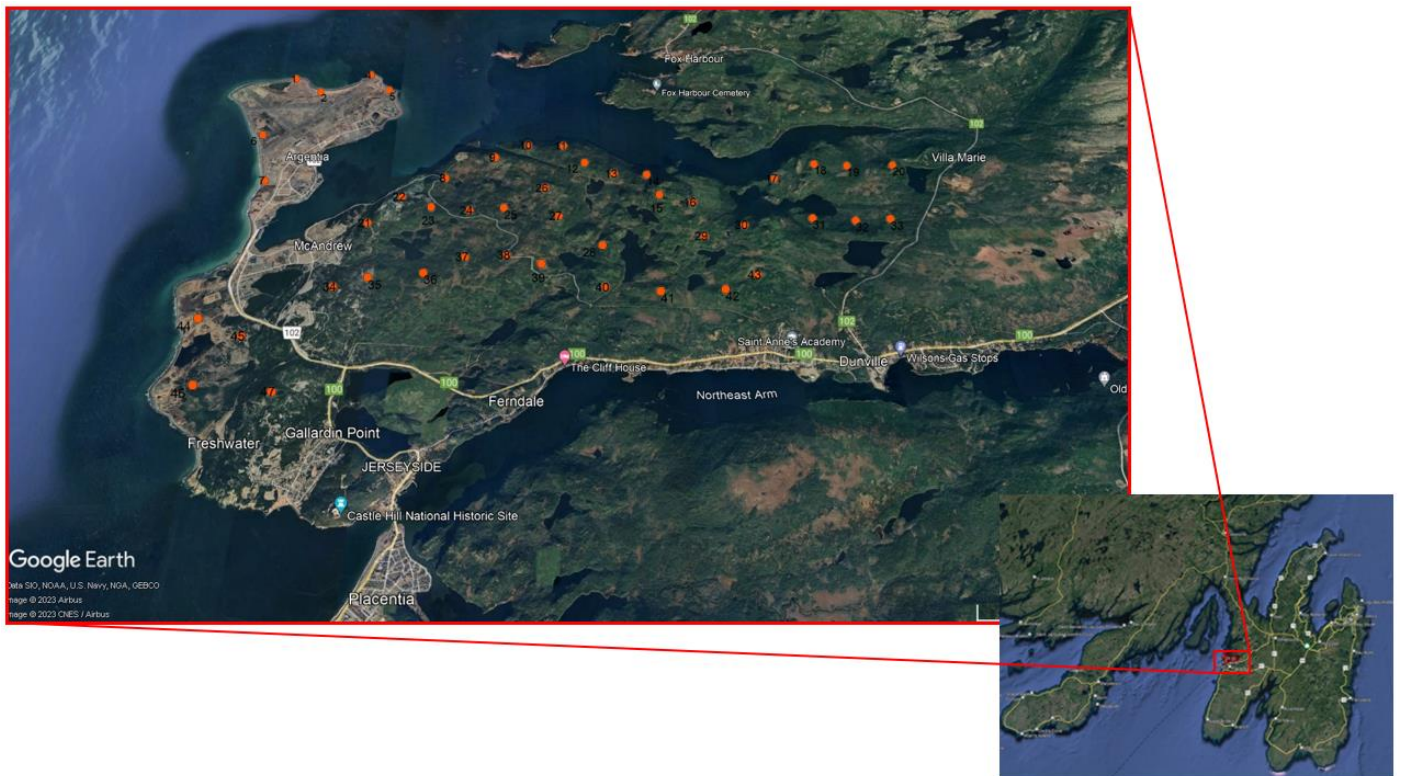 102
Fox Harbour
Fox Harbour Cemetery
102
Argentia
Villa Marie
2
5
6
7
8
9
10
11
12
13
14
15
16
17
18
19
20
21
22
23
24
25
26
27
28
29
30
31
32
33
McAndrew
34
35
36
37
38
39
40
41
42
43
44
45
46
47
102
100
100
The Cliff House
100
Saint Anne's Academy
100
102
Dunville
Wilsons Gas Stops
100
Old
Northeast Arm
Ferndale
100
Freshwater
Gallardin Point
JERSEYSIDE
Castle Hill National Historic Site
Placentia
Google Earth
Data SIO, NOAA, U.S. Navy, NGA, GEBCO
Image © 2023 Airbus
Image © 2023 CNES / Airbus